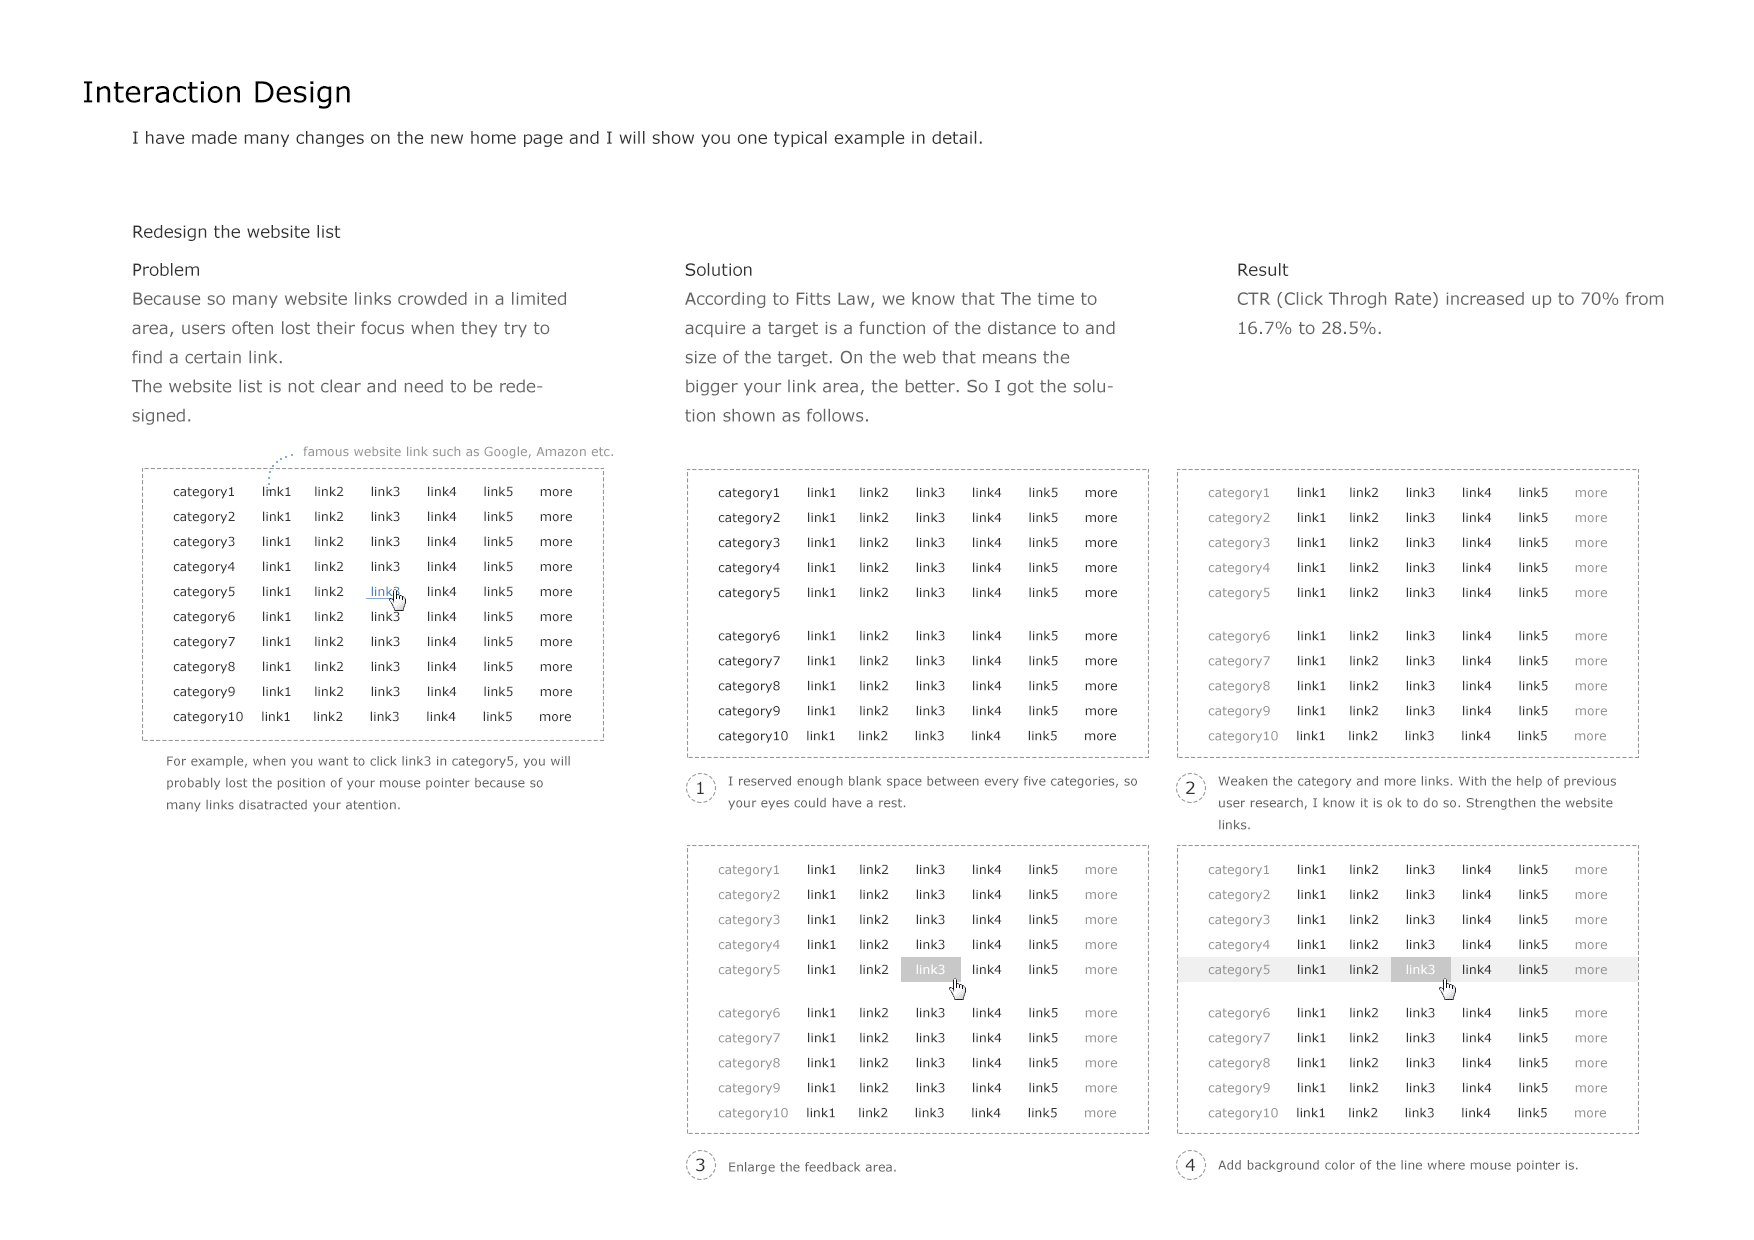 Interaction Design
I have made many changes on the new home page and I will show you one typical example in detail.
Redesign the website list
Problem
Because so many website links crowded in a limited
area, users often lost their focus when they try to
find a certain link.
The website list is not clear and need to be rede-
signed.
famous website link such as Google, Amazon etc.
category1 link1 link2 link3 link4 link5 more
category2 link1 link2 link3 link4 link5 more
category3 link1 link2 link3 link4 link5 more
category4 link1 link2 link3 link4 link5 more
category5 link1 link2 link3 link4 link5 more
category6 link1 link2 link3 link4 link5 more
category7 link1 link2 link3 link4 link5 more
category8 link1 link2 link3 link4 link5 more
category9 link1 link2 link3 link4 link5 more
category10 link1 link2 link3 link4 link5 more
For example, when you want to click link3 in category5, you will
probably lost the position of your mouse pointer because so
many links disatracted your atention.
Solution
According to Fitts Law, we know that The time to
acquire a target is a function of the distance to and
size of the target. On the web that means the
bigger your link area, the better. So I got the solu-
tion shown as follows.
Result
CTR (Click Throgh Rate) increased up to 70% from
16.7% to 28.5%.
category1 link1 link2 link3 link4 link5 more
category2 link1 link2 link3 link4 link5 more
category3 link1 link2 link3 link4 link5 more
category4 link1 link2 link3 link4 link5 more
category5 link1 link2 link3 link4 link5 more
category6 link1 link2 link3 link4 link5 more
category7 link1 link2 link3 link4 link5 more
category8 link1 link2 link3 link4 link5 more
category9 link1 link2 link3 link4 link5 more
category10 link1 link2 link3 link4 link5 more
1 I reserved enough blank space between every five categories, so
your eyes could have a rest.
category1 link1 link2 link3 link4 link5 more
category2 link1 link2 link3 link4 link5 more
category3 link1 link2 link3 link4 link5 more
category4 link1 link2 link3 link4 link5 more
category5 link1 link2 link3 link4 link5 more
category6 link1 link2 link3 link4 link5 more
category7 link1 link2 link3 link4 link5 more
category8 link1 link2 link3 link4 link5 more
category9 link1 link2 link3 link4 link5 more
category10 link1 link2 link3 link4 link5 more
2 Weaken the category and more links. With the help of previous
user research, I know it is ok to do so. Strengthen the website
links.
category1 link1 link2 link3 link4 link5 more
category2 link1 link2 link3 link4 link5 more
category3 link1 link2 link3 link4 link5 more
category4 link1 link2 link3 link4 link5 more
category5 link1 link2 link3 link4 link5 more
category6 link1 link2 link3 link4 link5 more
category7 link1 link2 link3 link4 link5 more
category8 link1 link2 link3 link4 link5 more
category9 link1 link2 link3 link4 link5 more
category10 link1 link2 link3 link4 link5 more
3 Enlarge the feedback area.
category1 link1 link2 link3 link4 link5 more
category2 link1 link2 link3 link4 link5 more
category3 link1 link2 link3 link4 link5 more
category4 link1 link2 link3 link4 link5 more
category5 link1 link2 link3 link4 link5 more
category6 link1 link2 link3 link4 link5 more
category7 link1 link2 link3 link4 link5 more
category8 link1 link2 link3 link4 link5 more
category9 link1 link2 link3 link4 link5 more
category10 link1 link2 link3 link4 link5 more
4 Add background color of the line where mouse pointer is.